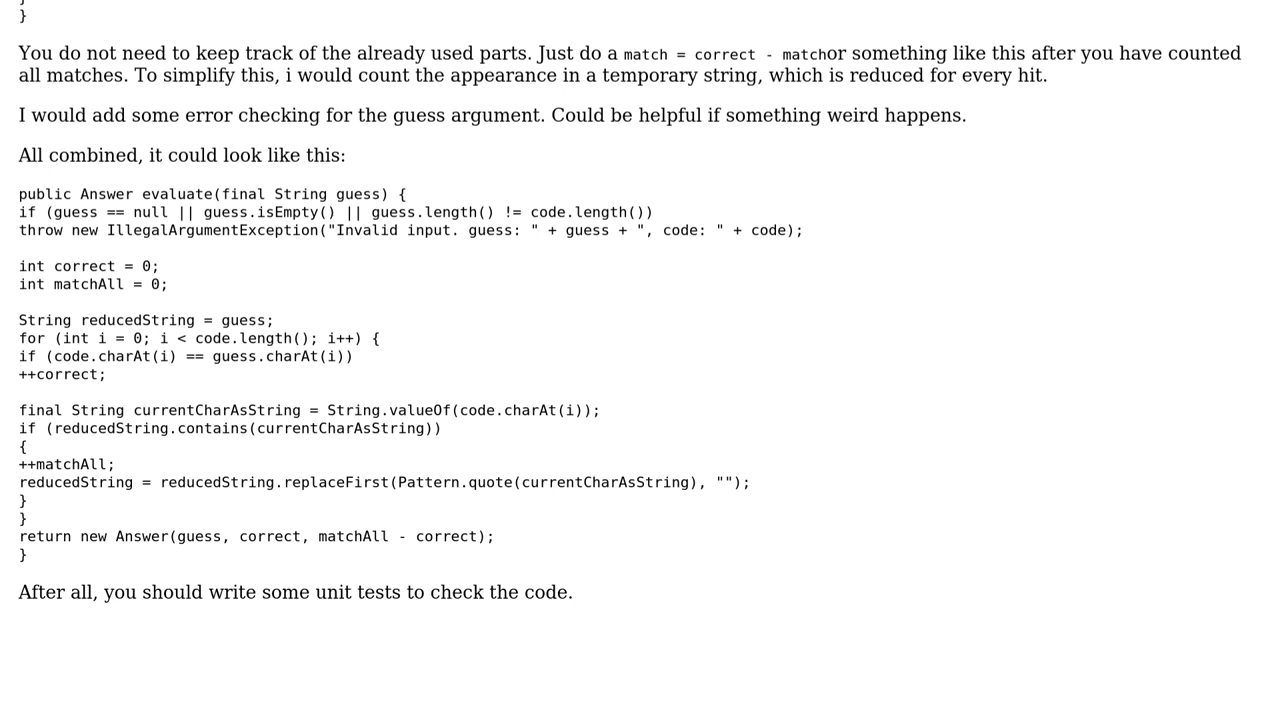 }
You do not need to keep track of the already used parts. Just do a match = correct - matchor something like this after you have counted
all matches. To simplify this, i would count the appearance in a temporary string, which is reduced for every hit.
I would add some error checking for the guess argument. Could be helpful if something weird happens.
All combined, it could look like this:
public Answer evaluate(final String guess) {
if (guess == null || guess.isEmpty() || guess.length() != code.length())
throw new IllegalArgumentException("Invalid input. guess: " + guess + ", code: " + code);
int correct = 0;
int matchAll = 0;
String reducedString = guess;
for (int i = 0; i < code.length(); i++) {
if (code.charAt(i) == guess.charAt(i))
++correct;
final String currentCharAsString = String.valueOf(code.charAt(i));
if (reducedString.contains(currentCharAsString))
{
++matchAll;
reducedString = reducedString.replaceFirst(Pattern.quote(currentCharAsString), "");
}
}
return new Answer(guess, correct, matchAll - correct);
}
After all, you should write some unit tests to check the code.